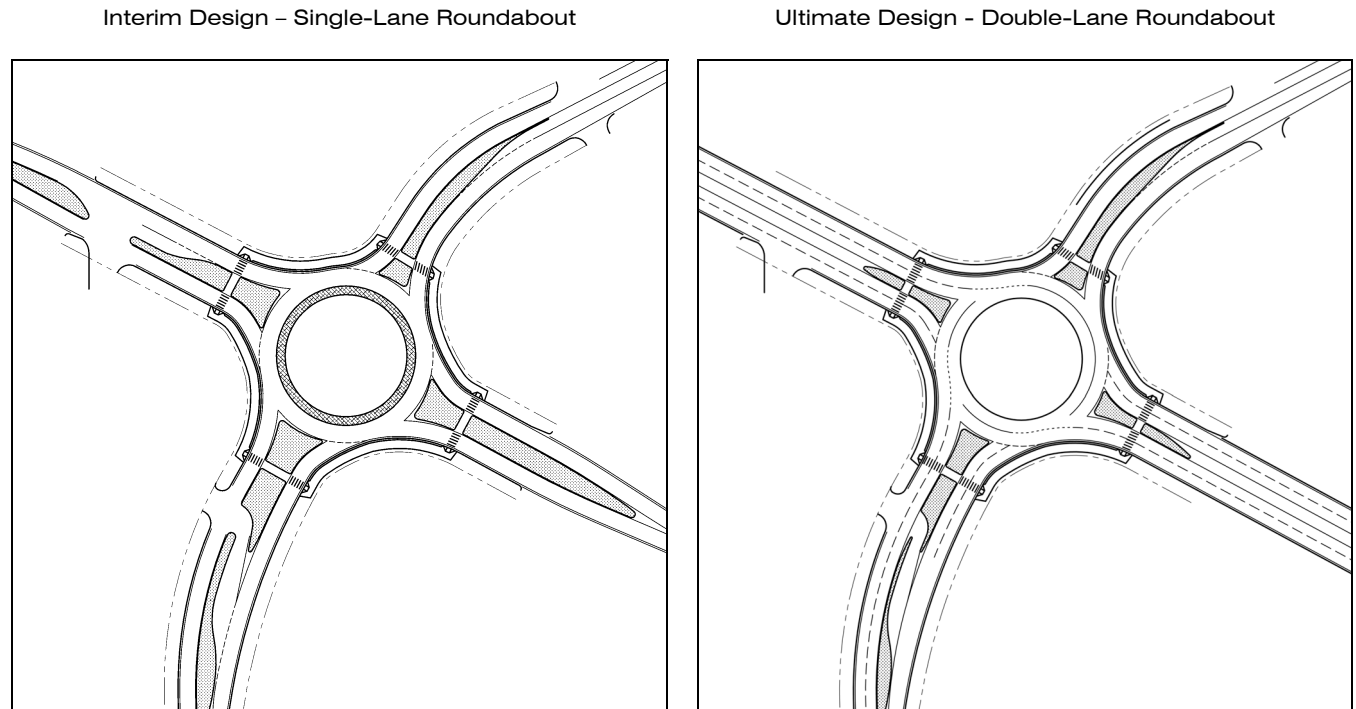 Interim Design – Single-Lane Roundabout
Ultimate Design - Double-Lane Roundabout